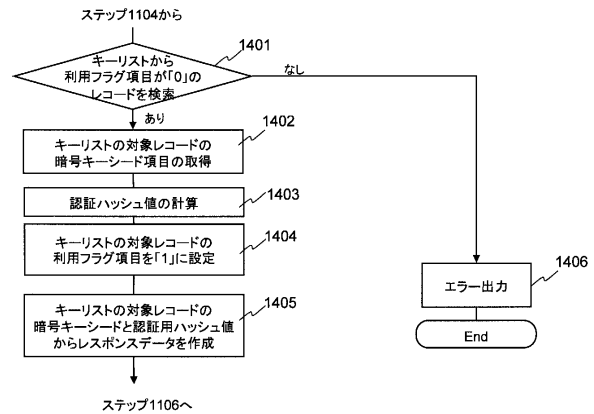 ステップ1104から
1401
キーリストから
利用フラグ項目が「0」の
レコードを検索
なし
あり
1402
キーリストの対象レコードの
暗号キーシード項目の取得
1403
認証ハッシュ値の計算
1404
キーリストの対象レコードの
利用フラグ項目を「1」に設定
1405
キーリストの対象レコードの
暗号キーシードと認証用ハッシュ値
からレスポンスデータを作成
ステップ1106へ
1406
エラー出力
End